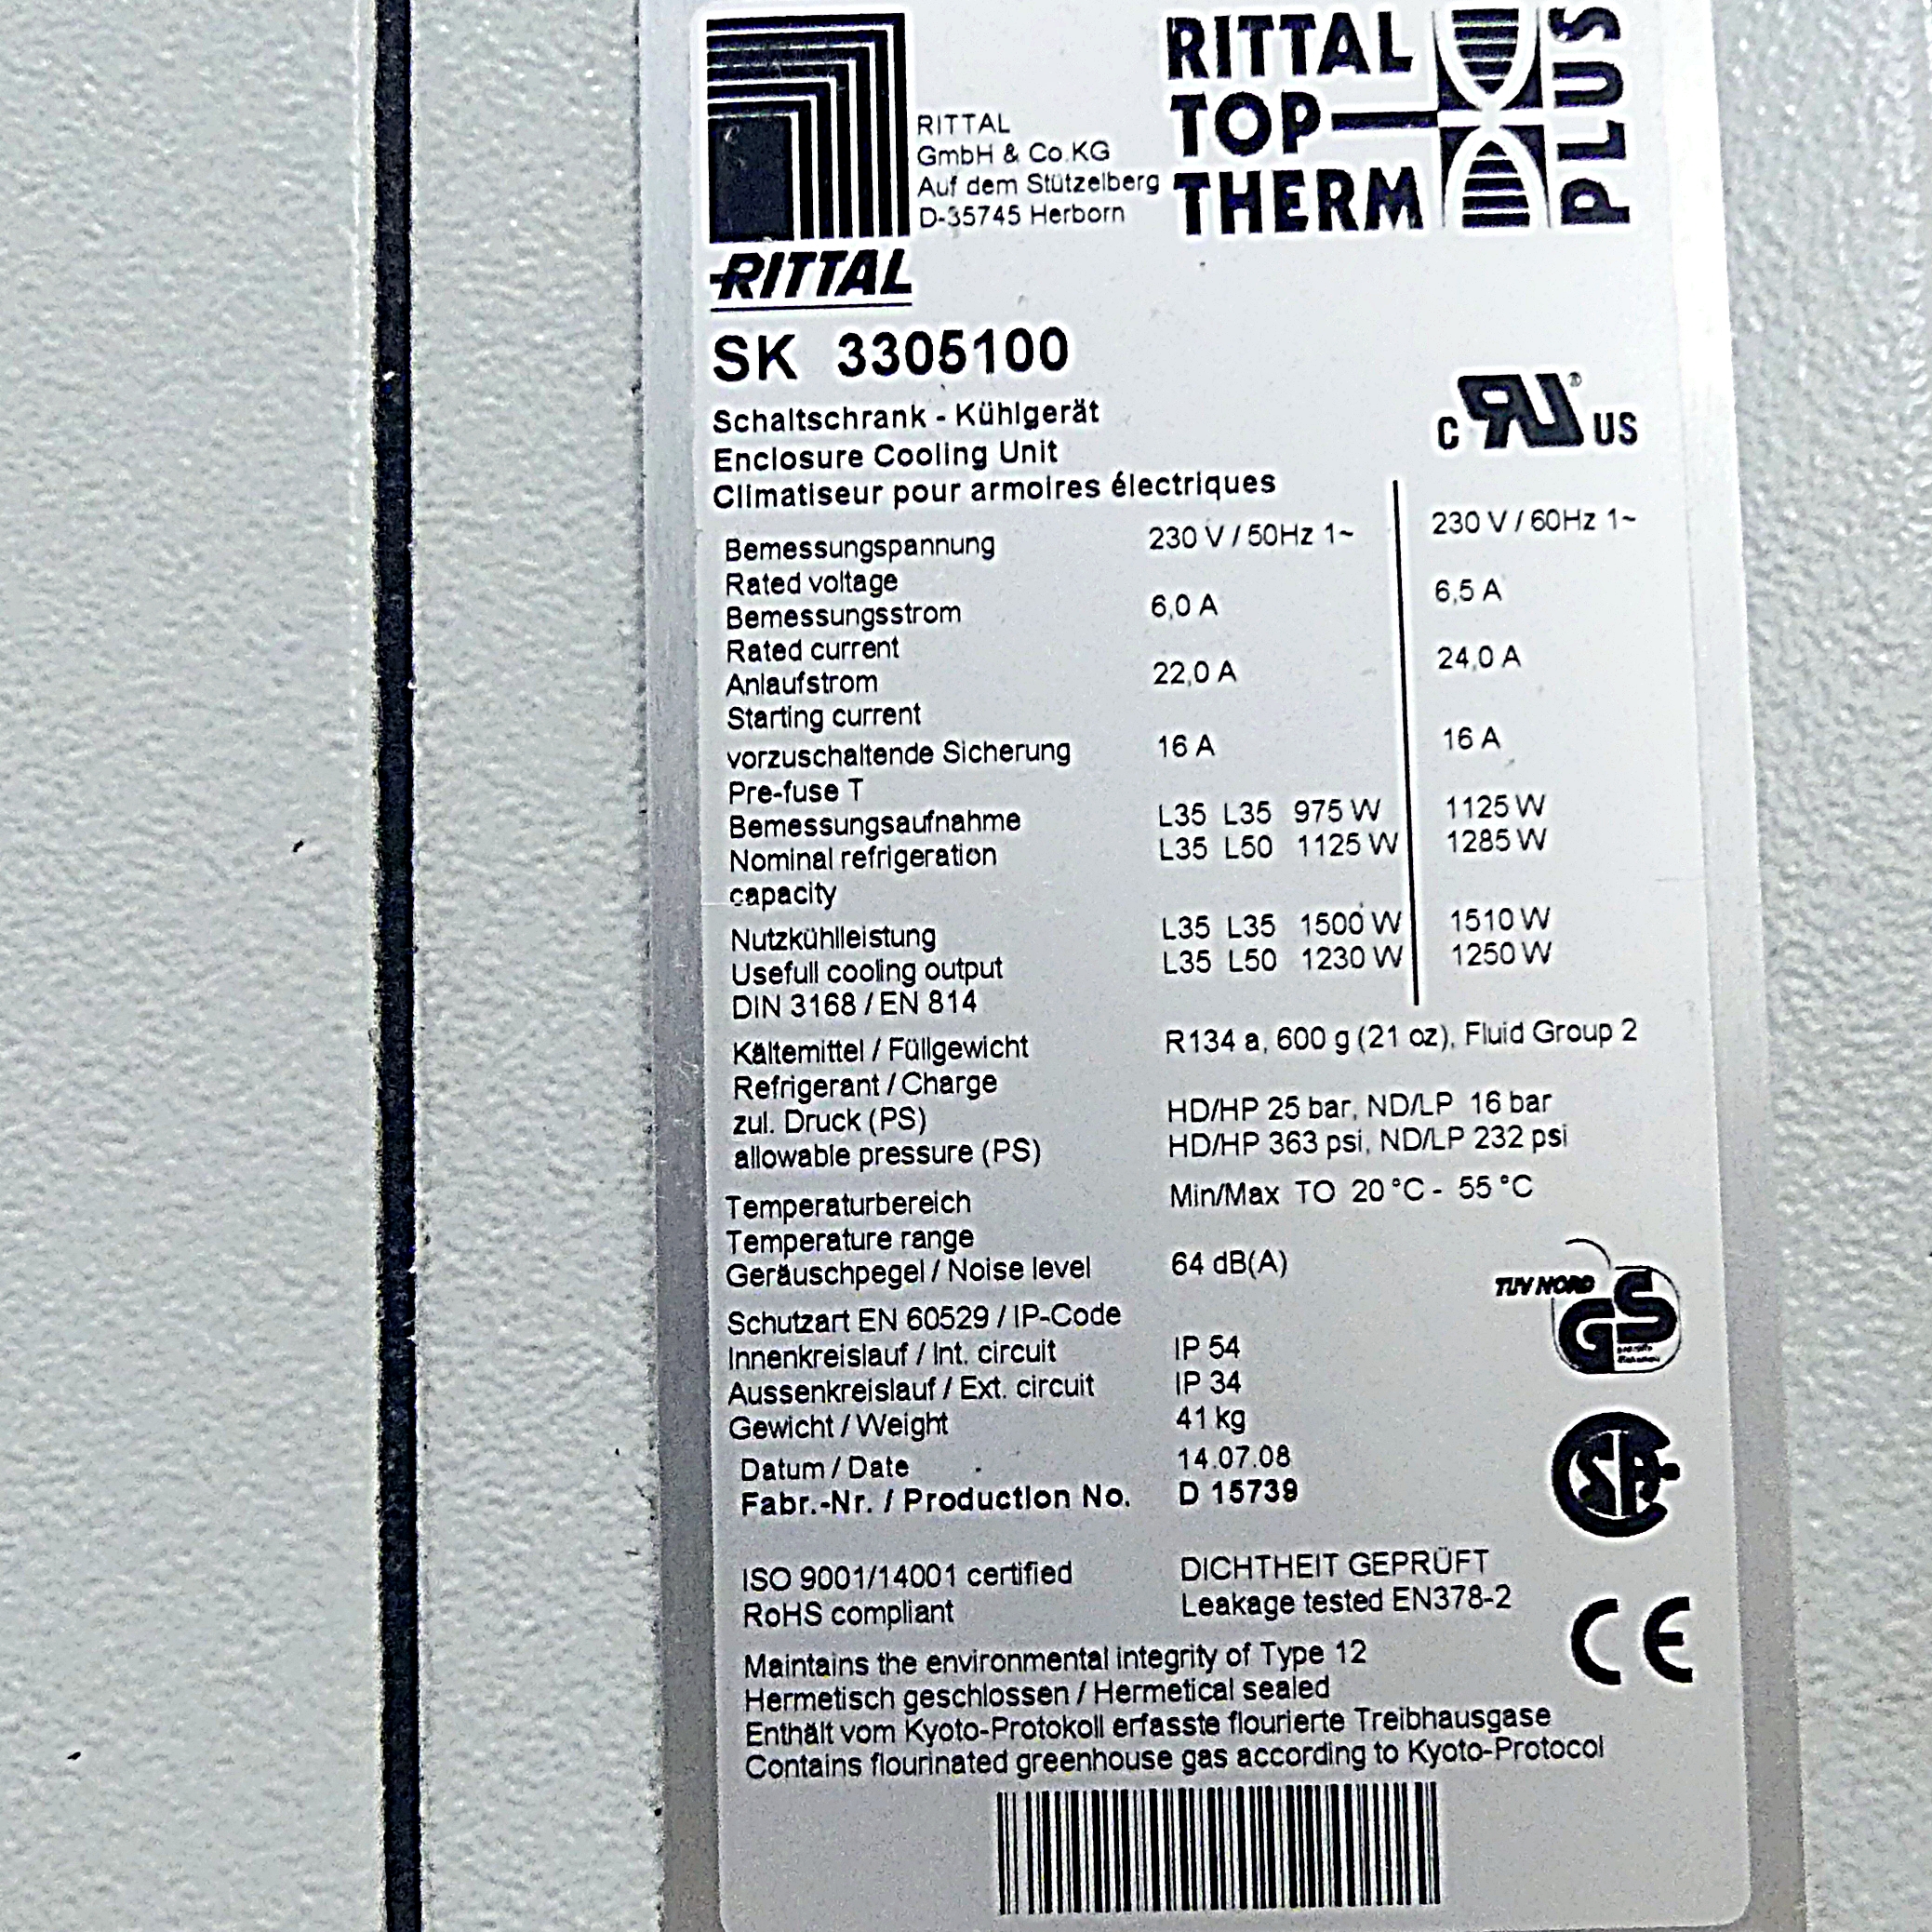 RITTAL
GmbH & Co.KG
Auf dem Stützelberg
D-35745 Herborn
RITTAL
RITTAL
TOP
THERM
PLUS
SK 3305100
Schaltschrank - Kühlgerät
Enclosure Cooling Unit
Climatiseur pour armoires électriques
C RU ® US
Bemessungspannung 230 V / 50Hz 1~ 230 V / 60Hz 1~
Rated voltage
Bemessungsstrom 6,0 A 6,5 A
Rated current
Anlaufstrom 22,0 A 24,0 A
Starting current
vorzuschaltende Sicherung 16 A 16 A
Pre-fuse T
Bemessungsaufnahme L35 L35 975 W 1125 W
Nominal refrigeration L35 L50 1125 W 1285 W
capacity
Nutzkühlleistung L35 L35 1500 W 1510 W
Usefull cooling output L35 L50 1230 W 1250 W
DIN 3168 / EN 814
Kältemittel / Füllgewicht R134 a, 600 g (21 oz), Fluid Group 2
Refrigerant / Charge
zul. Druck (PS) HD/HP 25 bar, ND/LP 16 bar
allowable pressure (PS) HD/HP 363 psi, ND/LP 232 psi
Temperaturbereich Min/Max TO 20 °C - 55 °C
Temperature range
Geräuschpegel / Noise level 64 dB(A)
TUV NORD
GS
Schutzart EN 60529 / IP-Code
Innenkreislauf / Int. circuit IP 54
Aussenkreislauf / Ext. circuit IP 34
Gewicht / Weight 41 kg
Datum / Date 14.07.08
Fabr.-Nr. / Production No. D 15739
SA
ISO 9001/14001 certified DICHTHEIT GEPRÜFT
RoHS compliant Leakage tested EN378-2
CE
Maintains the environmental integrity of Type 12
Hermetisch geschlossen / Hermetical sealed
Enthält vom Kyoto-Protokoll erfasste flourierte Treibhausgase
Contains flourinated greenhouse gas according to Kyoto-Protocol